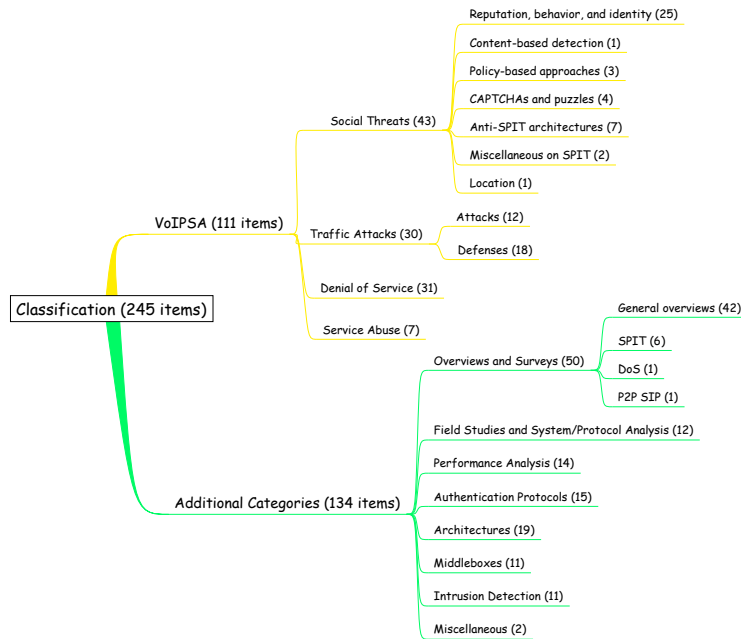 Classification (245 items)
VoIPSA (111 items)
Social Threats (43)
Reputation, behavior, and identity (25)
Content-based detection (1)
Policy-based approaches (3)
CAPTCHAs and puzzles (4)
Anti-SPIT architectures (7)
Miscellaneous on SPIT (2)
Location (1)
Traffic Attacks (30)
Attacks (12)
Defenses (18)
Denial of Service (31)
Service Abuse (7)
Additional Categories (134 items)
Overviews and Surveys (50)
General overviews (42)
SPIT (6)
DoS (1)
P2P SIP (1)
Field Studies and System/Protocol Analysis (12)
Performance Analysis (14)
Authentication Protocols (15)
Architectures (19)
Middleboxes (11)
Intrusion Detection (11)
Miscellaneous (2)